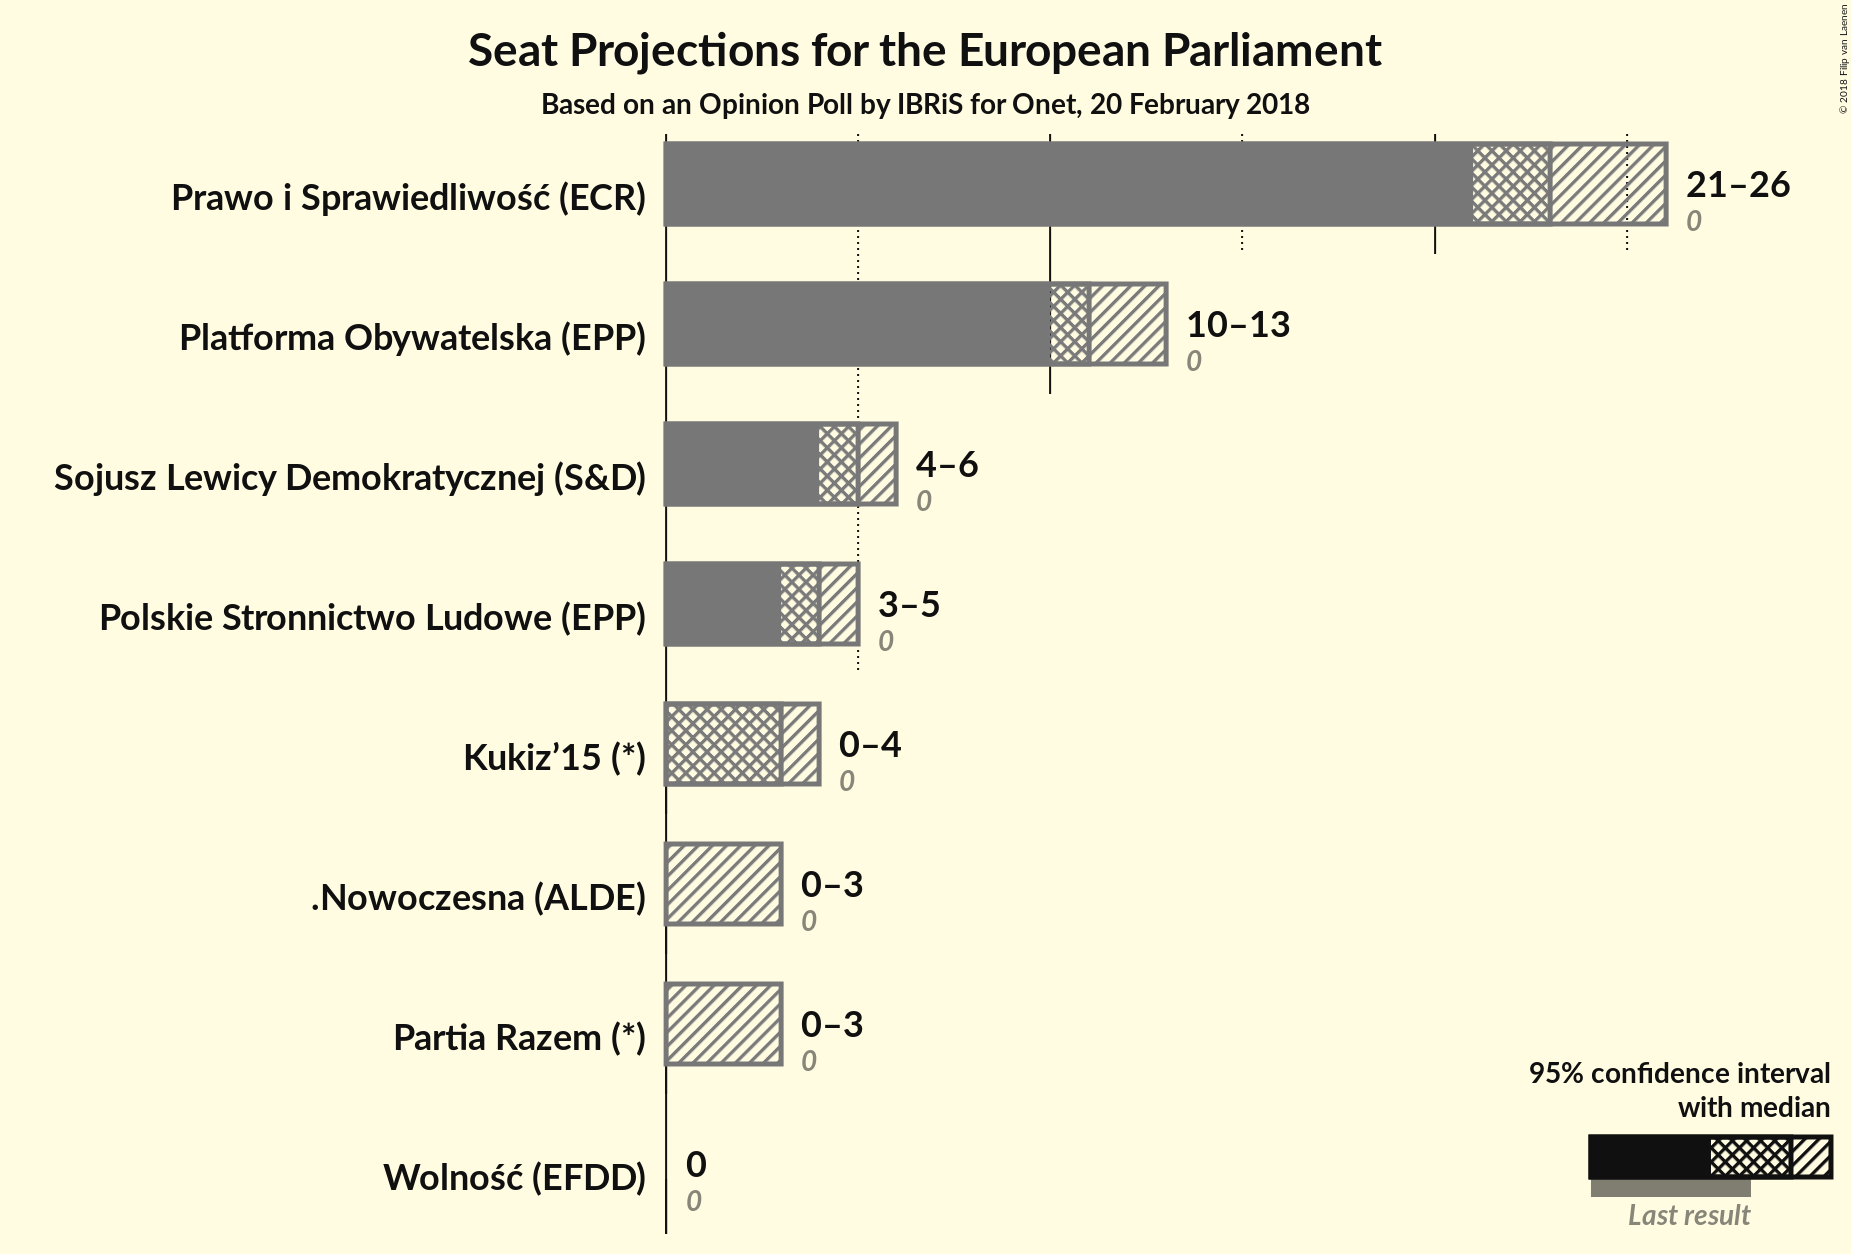 Seat Projections for the European Parliament
Based on an Opinion Poll by IBRiS for Onet, 20 February 2018
© 2018 Filip van Laenen
Prawo i Sprawiedliwość (ECR)
21–26
0
Platforma Obywatelska (EPP)
10–13
0
Sojusz Lewicy Demokratycznej (S&D)
4–6
0
Polskie Stronnictwo Ludowe (EPP)
3–5
0
Kukiz’15 (*)
0–4
0
.Nowoczesna (ALDE)
0–3
0
Partia Razem (*)
0–3
0
Wolność (EFDD)
0
0
95% confidence interval
with median
Last result